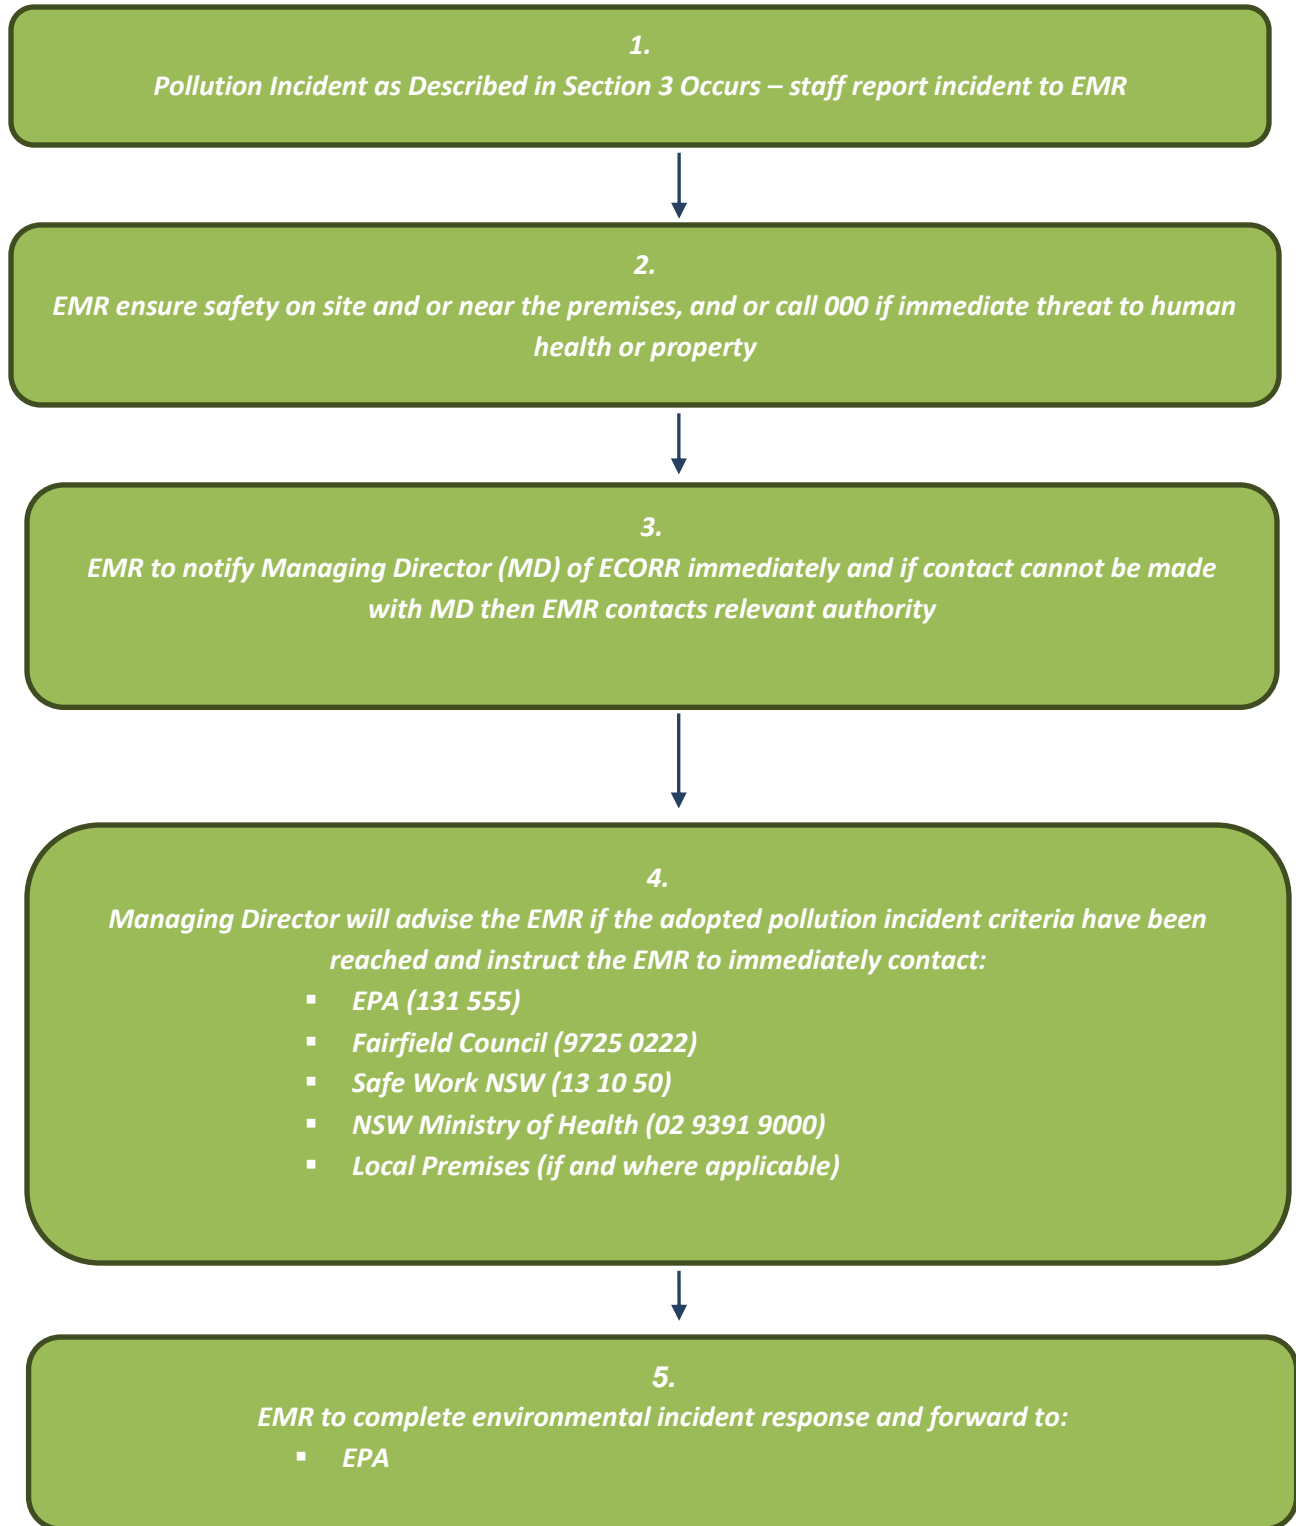 1.
Pollution Incident as Described in Section 3 Occurs – staff report incident to EMR
2.
EMR ensure safety on site and or near the premises, and or call 000 if immediate threat to human
health or property
3.
EMR to notify Managing Director (MD) of ECORR immediately and if contact cannot be made
with MD then EMR contacts relevant authority
4.
Managing Director will advise the EMR if the adopted pollution incident criteria have been
reached and instruct the EMR to immediately contact:
▪ EPA (131 555)
▪ Fairfield Council (9725 0222)
▪ Safe Work NSW (13 10 50)
▪ NSW Ministry of Health (02 9391 9000)
▪ Local Premises (if and where applicable)
5.
EMR to complete environmental incident response and forward to:
▪ EPA